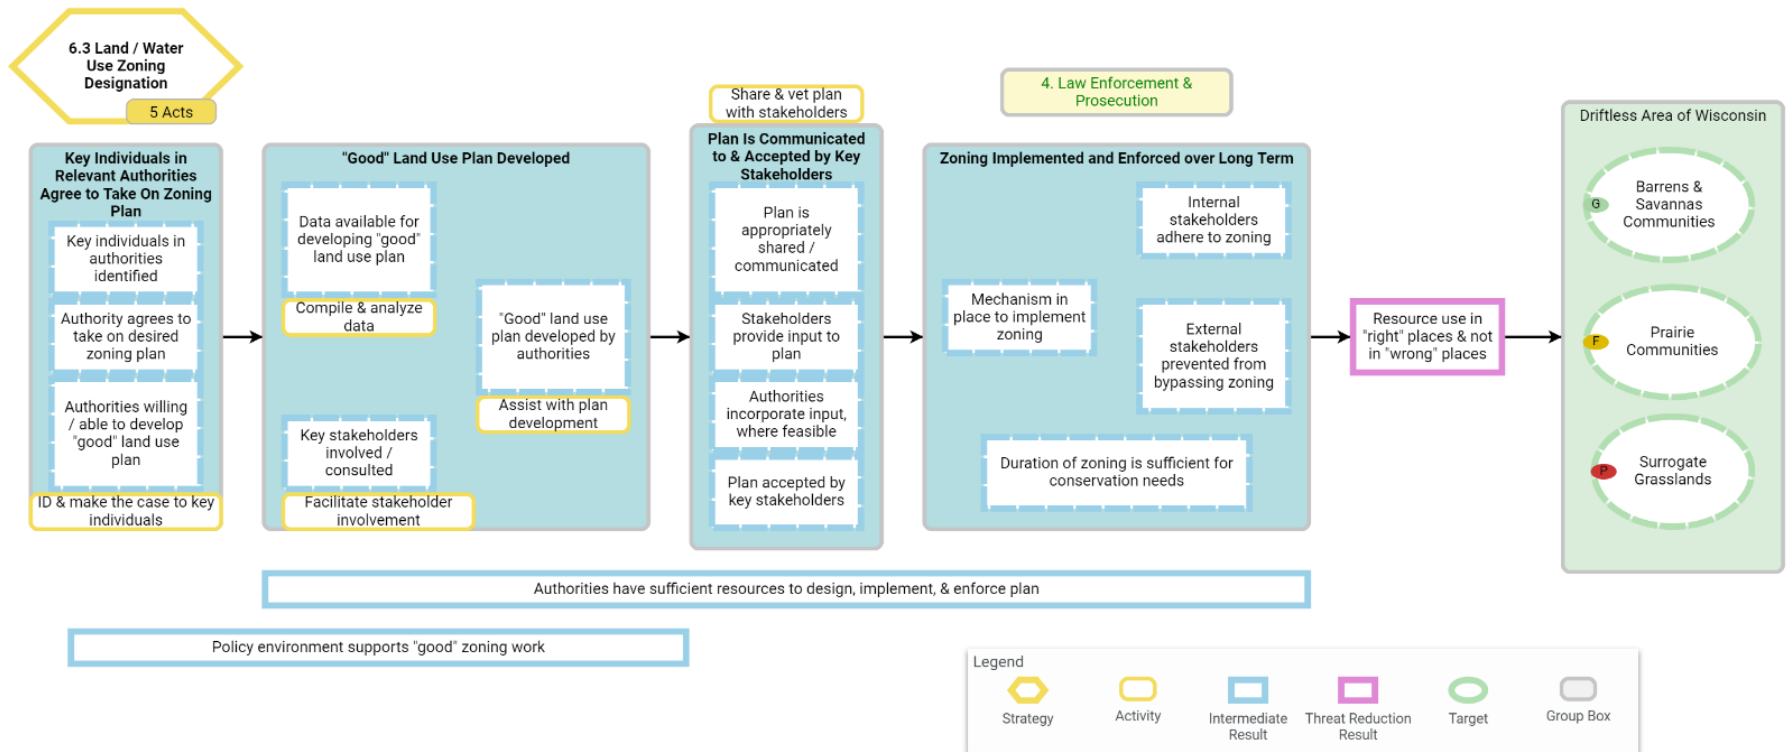 6.3 Land / Water
Use Zoning
Designation
5 Acts
Key Individuals in
Relevant Authorities
Agree to Take On Zoning
Plan
Key individuals in
authorities
identified
Authority agrees to
take on desired
zoning plan
Authorities willing
/ able to develop
"good" land use
plan
ID & make the case to key
individuals
"Good" Land Use Plan Developed
Data available for
developing "good"
land use plan
Compile & analyze
data
"Good" land use
plan developed by
authorities
Assist with plan
development
Key stakeholders
involved /
consulted
Facilitate stakeholder
involvement
Share & vet plan
with stakeholders
Plan Is Communicated
to & Accepted by Key
Stakeholders
Plan is
appropriately
shared /
communicated
Stakeholders
provide input to
plan
Authorities
incorporate input,
where feasible
Plan accepted by
key stakeholders
4. Law Enforcement &
Prosecution
Zoning Implemented and Enforced over Long Term
Internal
stakeholders
adhere to zoning
Mechanism in
place to implement
zoning
External
stakeholders
prevented from
bypassing zoning
Duration of zoning is sufficient for
conservation needs
Resource use in
"right" places & not
in "wrong" places
Driftless Area of Wisconsin
G
Barrens &
Savannas
Communities
F
Prairie
Communities
P
Surrogate
Grasslands
Authorities have sufficient resources to design, implement, & enforce plan
Policy environment supports "good" zoning work
Legend
Strategy
Activity
Intermediate
Result
Threat Reduction
Result
Target
Group Box